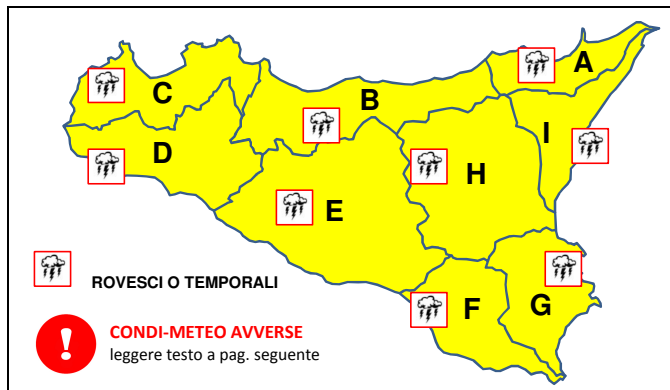 A
C
B
I
D
H
E
F
G
ROVESCI O TEMPORALI
!
CONDI-METEO AVVERSE
leggere testo a pag. seguente